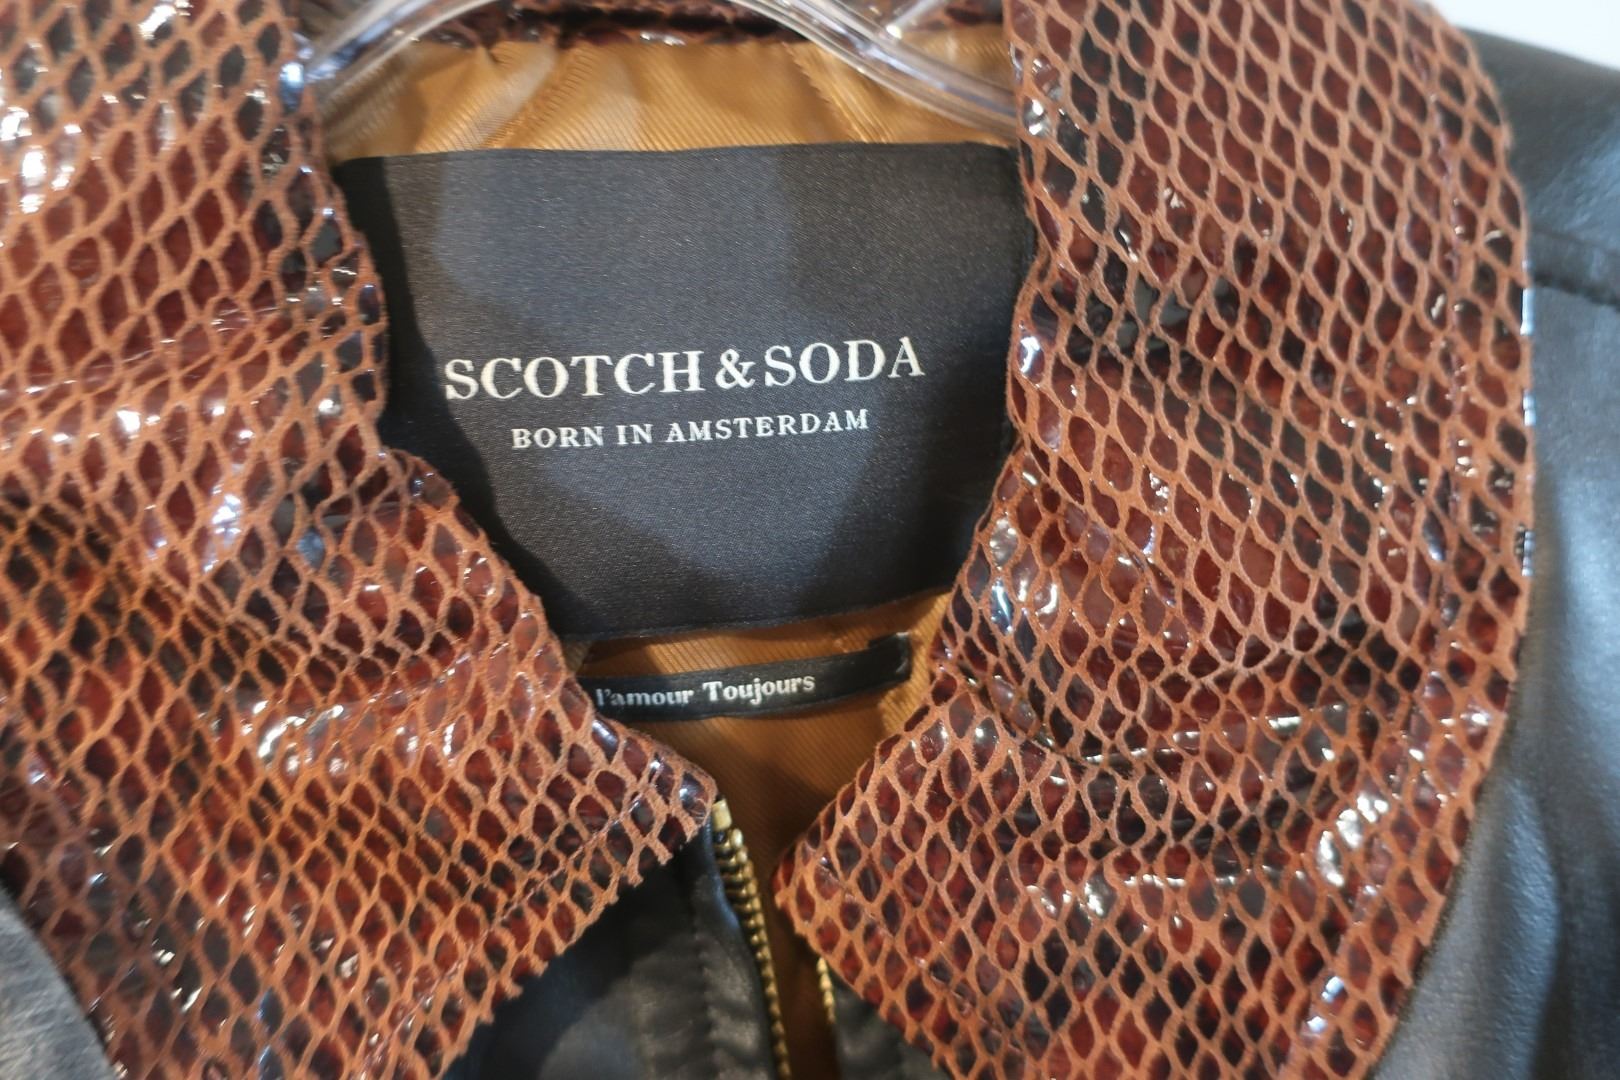 SCOTCH & SODA
BORN IN AMSTERDAM
l'amour Toujours